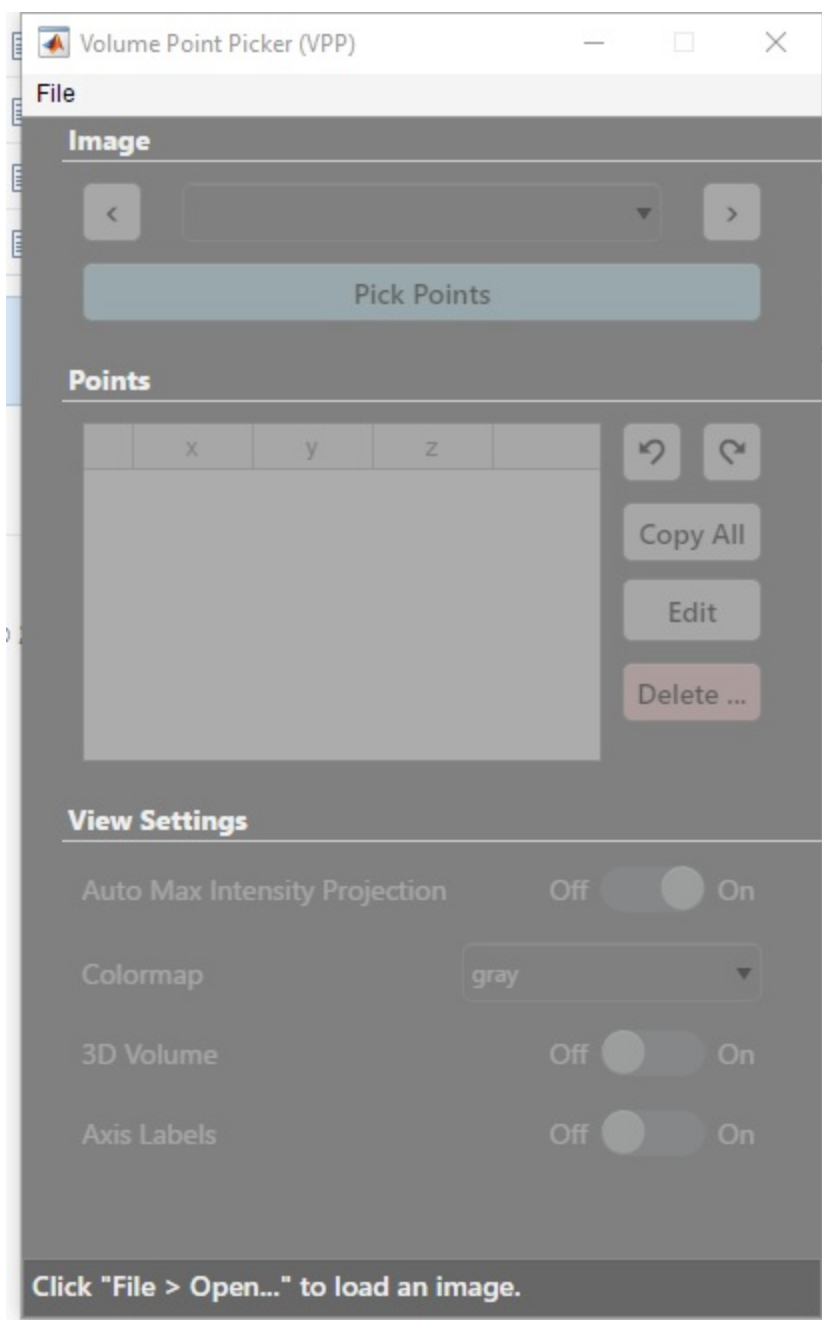 Volume Point Picker (VPP)
File
Image
< >
Pick Points
Points
x y z
Copy All
Edit
Delete ...
View Settings
Auto Max Intensity Projection Off On
Colormap gray
3D Volume Off On
Axis Labels Off On
Click "File > Open..." to load an image.